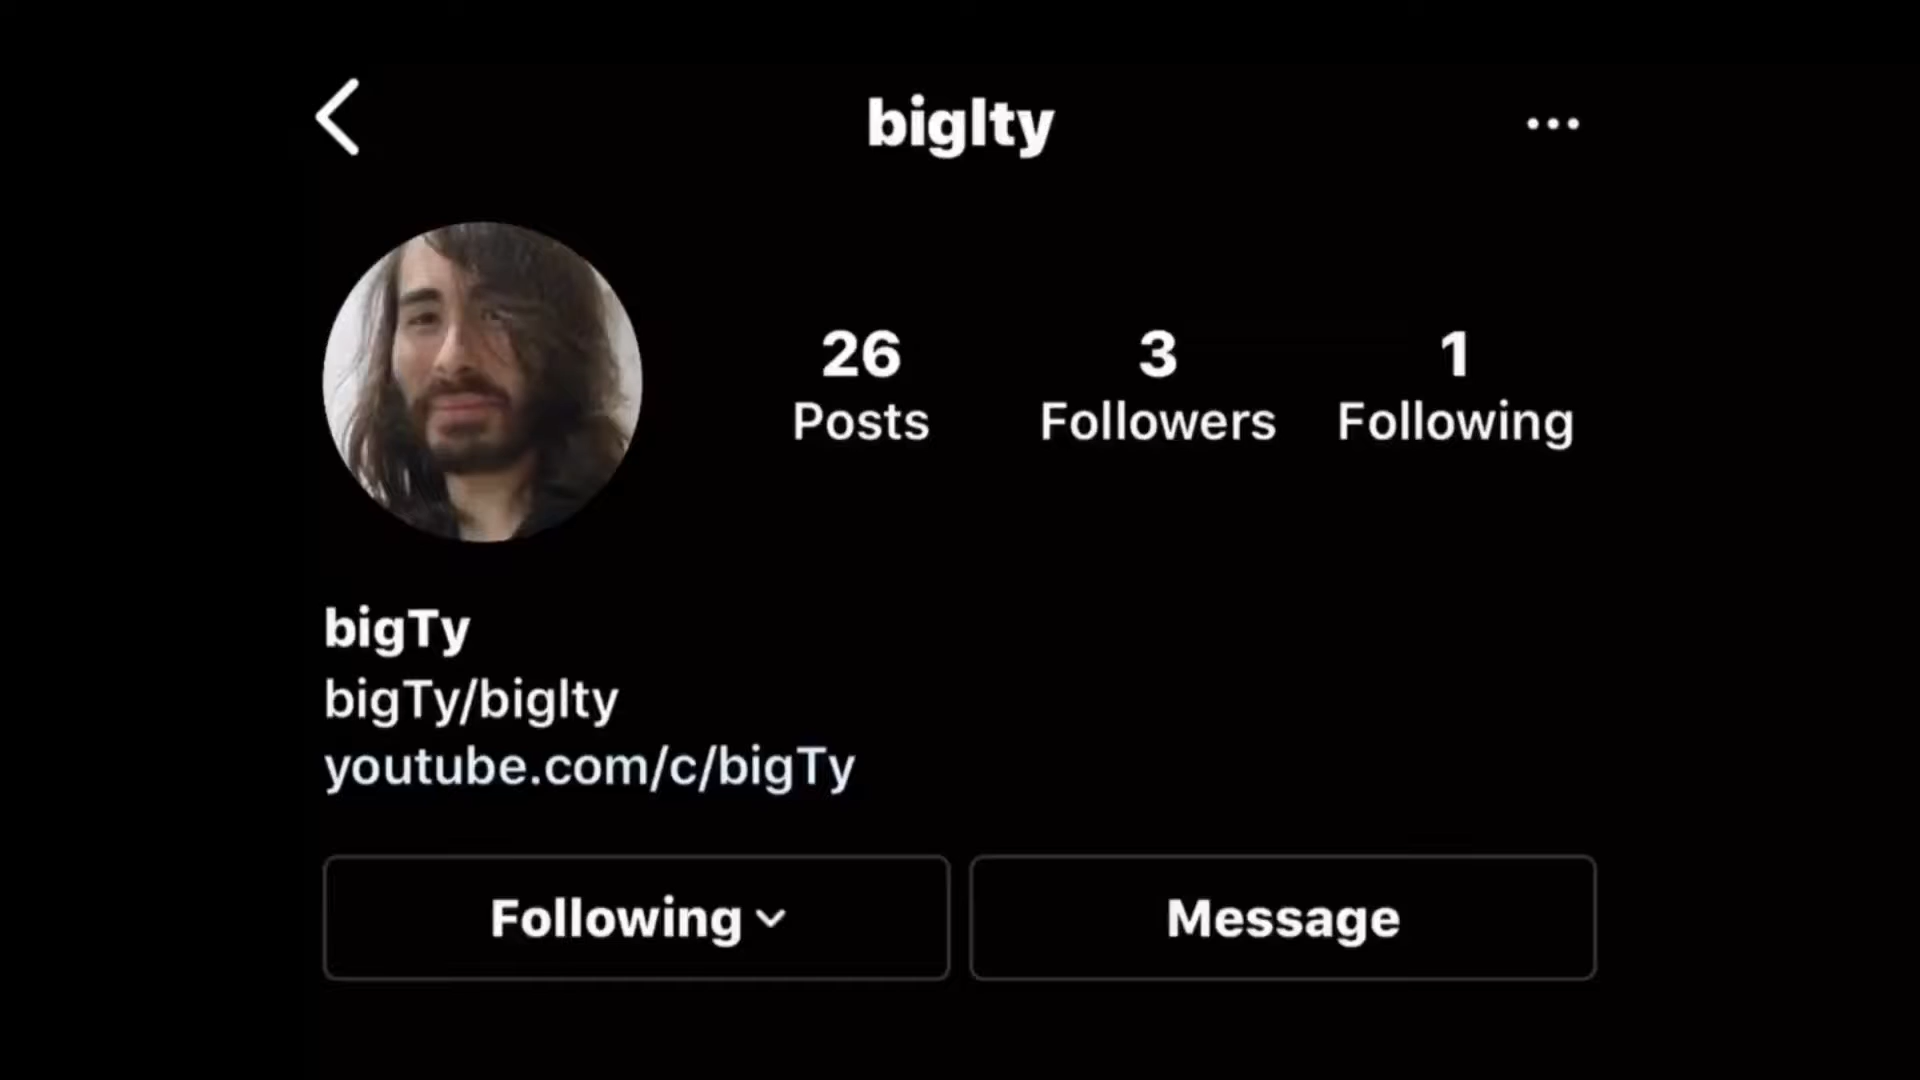 biglty
26 3 1
Posts Followers Following
bigTy
bigTy/biglty
youtube.com/c/bigTy
Following
Message